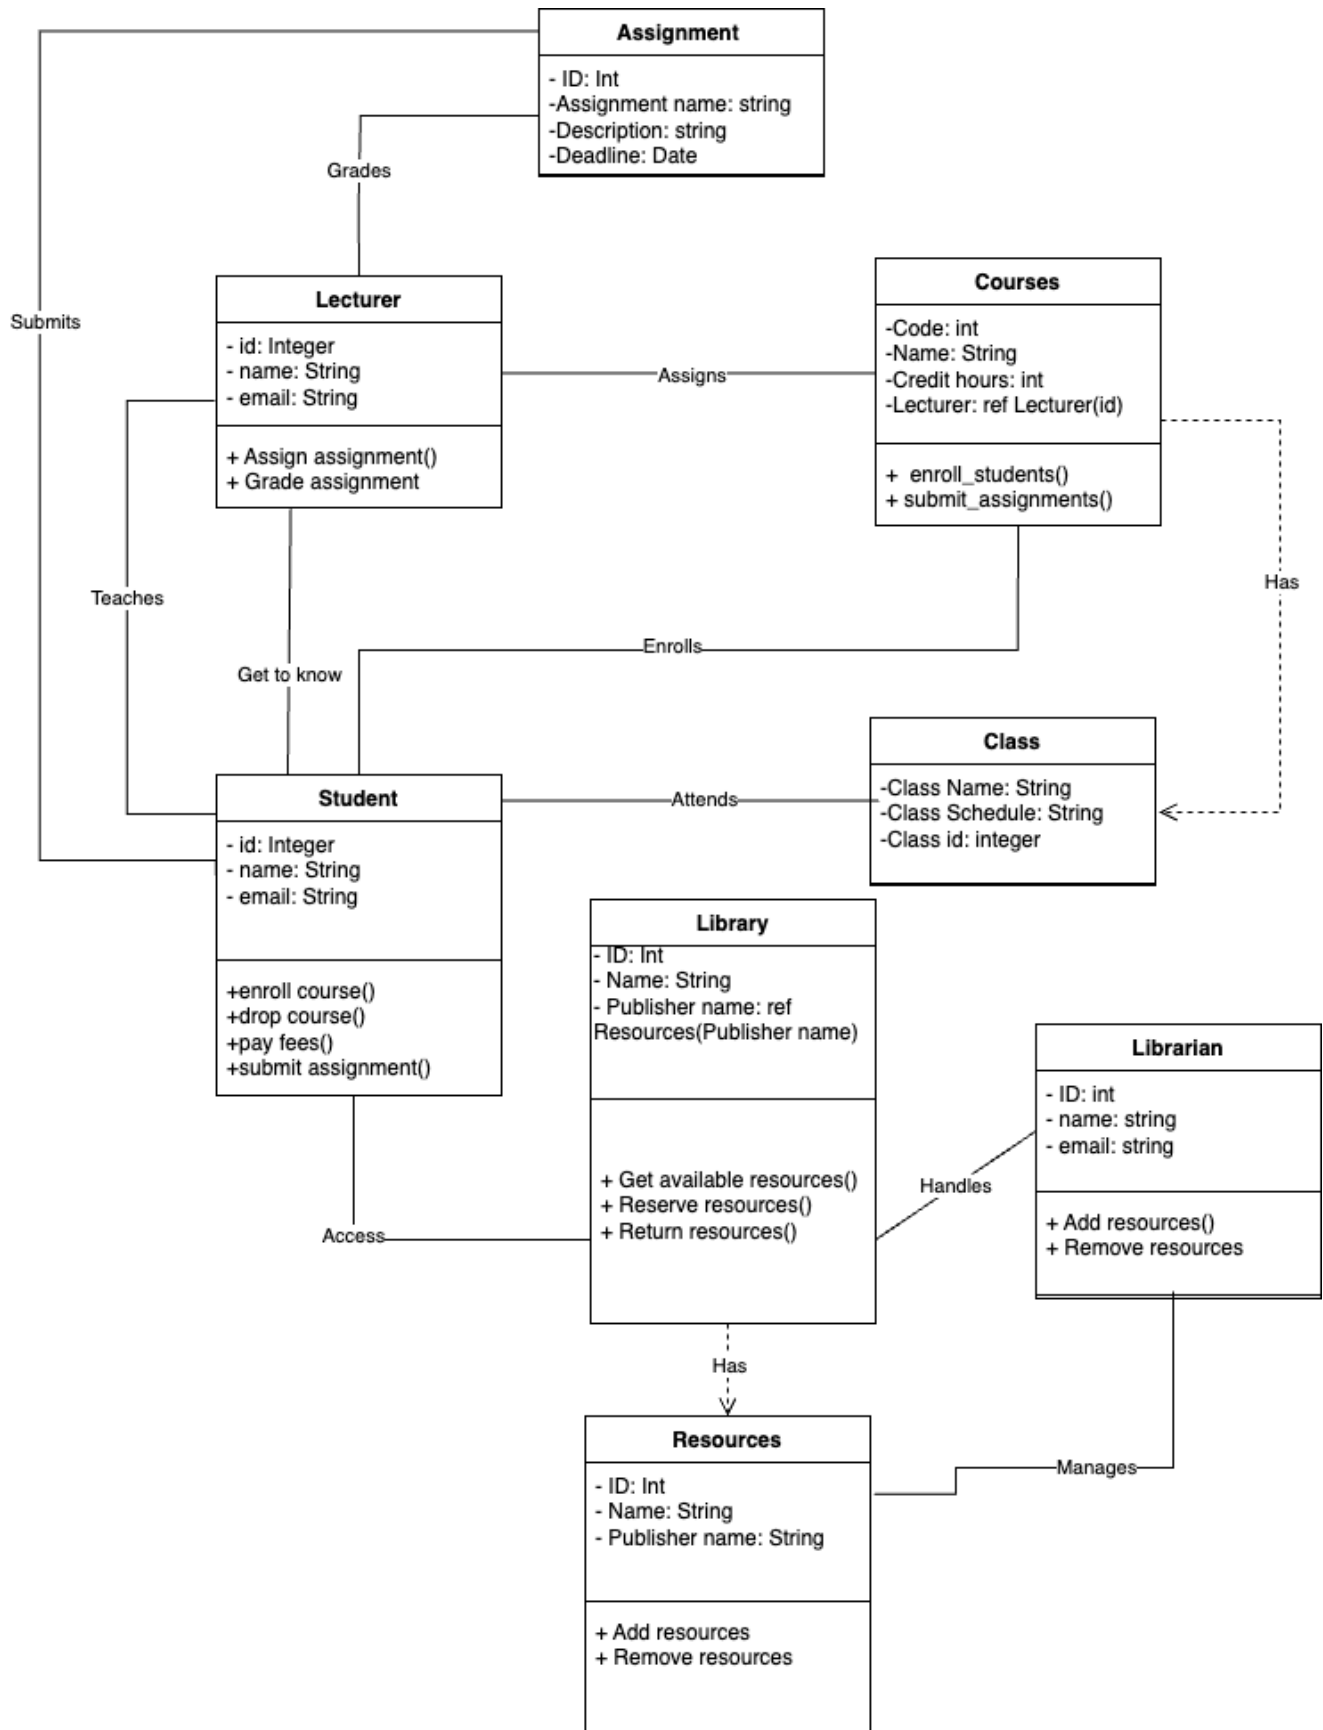 Assignment
- ID: Int
-Assignment name: string
-Description: string
-Deadline: Date
Grades
Submits
Lecturer
- id: Integer
- name: String
- email: String
+ Assign assignment()
+ Grade assignment
Assigns
Courses
-Code: int
-Name: String
-Credit hours: int
-Lecturer: ref Lecturer(id)
+ enroll_students()
+ submit_assignments()
Has
Teaches
Get to know
Enrolls
Student
- id: Integer
- name: String
- email: String
+enroll course()
+drop course()
+pay fees()
+submit assignment()
Attends
Class
-Class Name: String
-Class Schedule: String
-Class id: integer
Library
- ID: Int
- Name: String
- Publisher name: ref
Resources(Publisher name)
+ Get available resources()
+ Reserve resources()
+ Return resources()
Access
Handles
Librarian
- ID: int
- name: string
- email: string
+ Add resources()
+ Remove resources
Has
Manages
Resources
- ID: Int
- Name: String
- Publisher name: String
+ Add resources
+ Remove resources